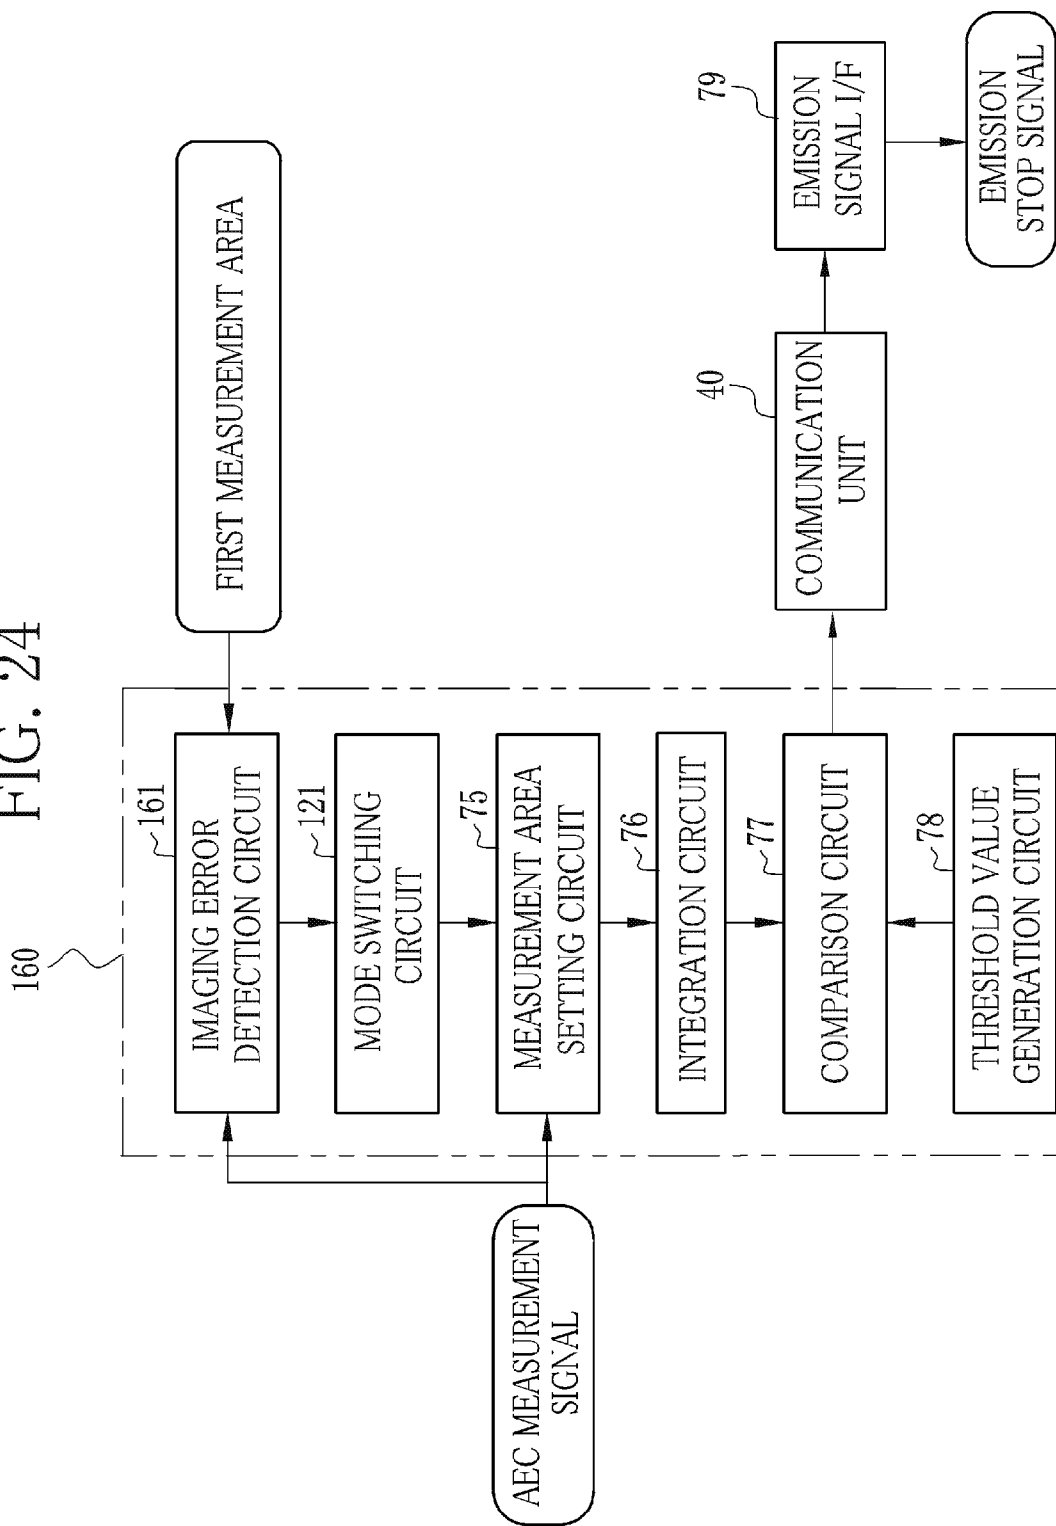 FIG. 24
160
161
IMAGING ERROR
DETECTION CIRCUIT
121
MODE SWITCHING
CIRCUIT
75
MEASUREMENT AREA
SETTING CIRCUIT
76
INTEGRATION CIRCUIT
77
COMPARISON CIRCUIT
78
THRESHOLD VALUE
GENERATION CIRCUIT
AEC MEASUREMENT
SIGNAL
FIRST MEASUREMENT AREA
40
COMMUNICATION
UNIT
79
EMISSION
SIGNAL I/F
EMISSION
STOP SIGNAL